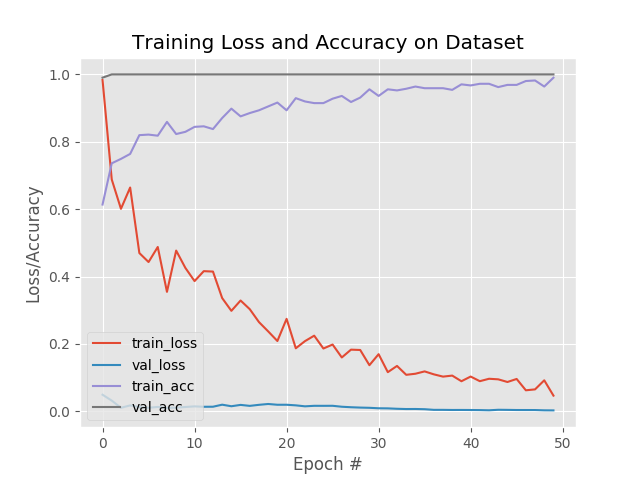 Training Loss and Accuracy on Dataset
1.0
0.8
0.6
0.4
0.2
0.0
Loss/Accuracy
train_loss
val_loss
train_acc
val_acc
0 10 20 30 40 50
Epoch #